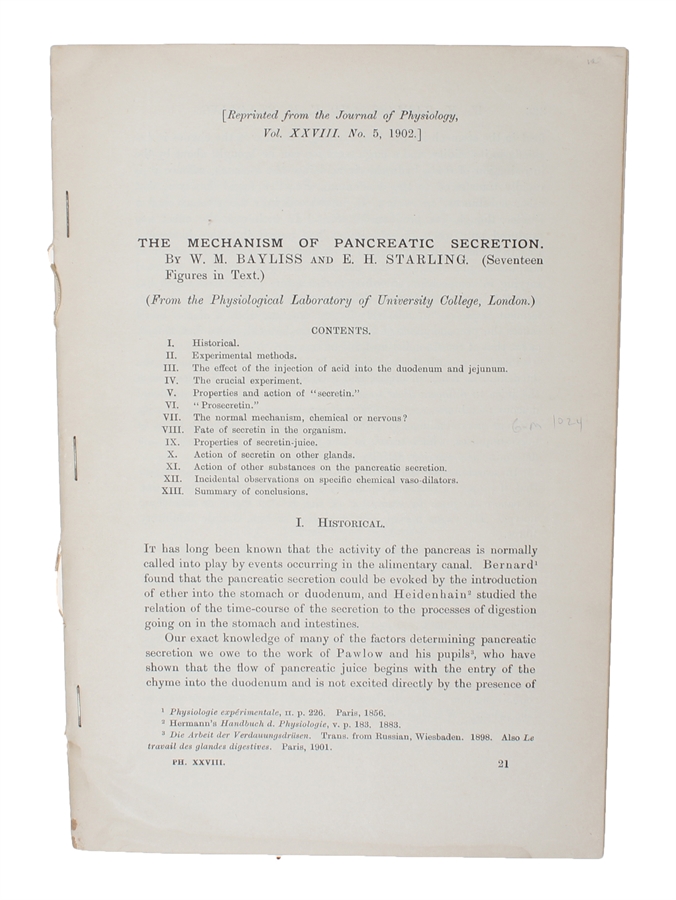 [Reprinted from the Journal of Physiology,
Vol. XXVIII. No. 5, 1902.]
THE MECHANISM OF PANCREATIC SECRETION.
BY W. M. BAYLISS AND E. H. STARLING. (Seventeen
Figures in Text.)
(From the Physiological Laboratory of University College, London.)
CONTENTS.
I. Historical.
II. Experimental methods.
III. The effect of the injection of acid into the duodenum and jejunum.
IV. The crucial experiment.
V. Properties and action of "secretin."
VI. "Prosecretin."
VII. The normal mechanism, chemical or nervous?
VIII. Fate of secretin in the organism.
IX. Properties of secretin-juice.
X. Action of secretin on other glands.
XI. Action of other substances on the pancreatic secretion.
XII. Incidental observations on specific chemical vaso-dilators.
XIII. Summary of conclusions.
1924
I. HISTORICAL.
IT has long been known that the activity of the pancreas is normally
called into play by events occurring in the alimentary canal. Bernard¹
found that the pancreatic secretion could be evoked by the introduction
of ether into the stomach or duodenum, and Heidenhain² studied the
relation of the time-course of the secretion to the processes of digestion
going on in the stomach and intestines.
Our exact knowledge of many of the factors determining pancreatic
secretion we owe to the work of Pawlow and his pupils³, who have
shown that the flow of pancreatic juice begins with the entry of the
chyme into the duodenum and is not excited directly by the presence of
¹ Physiologie expérimentale, II. p. 226. Paris, 1856.
² Hermann's Handbuch d. Physiologie, v. p. 183. 1883.
³ Die Arbeit der Verdauungsdrüsen. Trans. from Russian, Wiesbaden. 1898. Also Le
travail des glandes digestives. Paris, 1901.
PH. XXVIII. 21